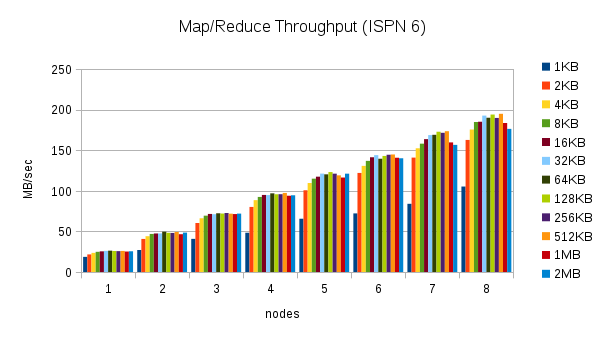 Map/Reduce Throughput (ISPN 6)
250
200
150
100
50
0
MB/sec
1 2 3 4 5 6 7 8
nodes
1KB
2KB
4KB
8KB
16KB
32KB
64KB
128KB
256KB
512KB
1MB
2MB